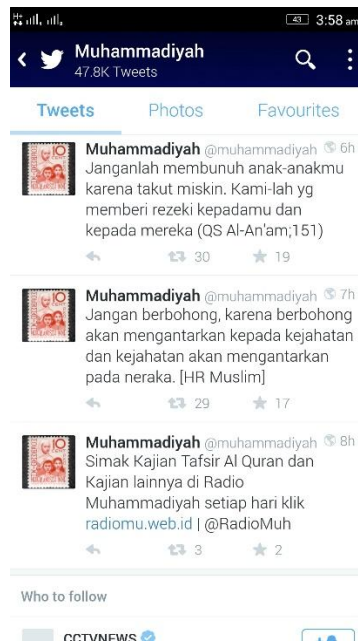 43 3:58 am
Muhammadiyah
47.8K Tweets
Tweets Photos Favourites
Muhammadiyah @muhammadiyah 6h
Janganlah membunuh anak-anakmu
karena takut miskin. Kami-lah yg
memberi rezeki kepadamu dan
kepada mereka (QS Al-An'am;151)
30 19
Muhammadiyah @muhammadiyah 7h
Jangan berbohong, karena berbohong
akan mengantarkan kepada kejahatan
dan kejahatan akan mengantarkan
pada neraka. [HR Muslim]
29 17
Muhammadiyah @muhammadiyah 8h
Simak Kajian Tafsir Al Quran dan
Kajian lainnya di Radio
Muhammadiyah setiap hari klik
radiomu.web.id | @RadioMuh
3 2
Who to follow
CCTVNEWS